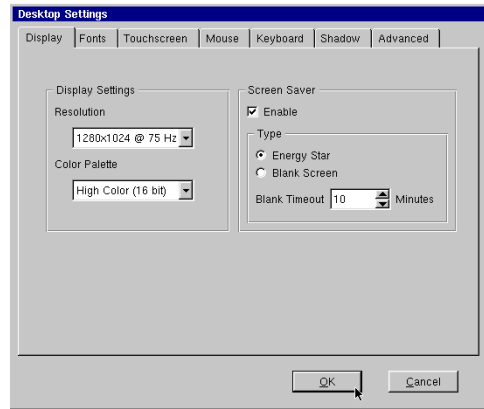 Desktop Settings
Display Fonts Touchscreen Mouse Keyboard Shadow Advanced
Display Settings
Resolution
1280x1024 @ 75 Hz
Color Palette
High Color (16 bit)
Screen Saver
Enable
Type
Energy Star
Blank Screen
Blank Timeout 10 Minutes
OK Cancel